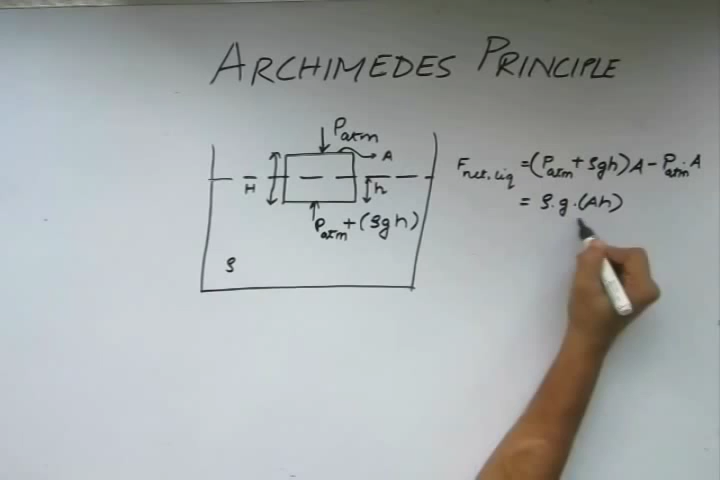 ARCHIMEDES PRINCIPLE
Patm
A
H
h
Patm + (ρgh)
ρ
Fnet,liq = (Patm + ρgh)A - Patm·A
= ρ.g.(Ah)